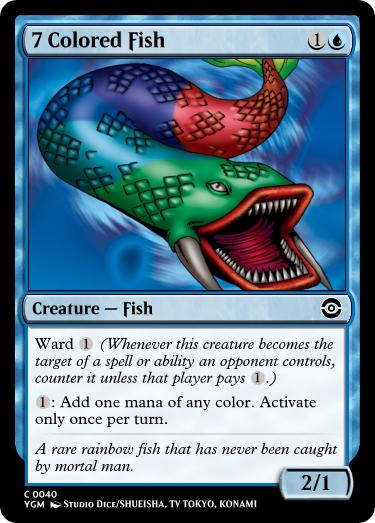 7 Colored Fish 1
Creature — Fish
Ward 1 (Whenever this creature becomes the
target of a spell or ability an opponent controls,
counter it unless that player pays 1.)
1: Add one mana of any color. Activate
only once per turn.
A rare rainbow fish that has never been caught
by mortal man.
2/1
C 0040
YGM STUDIO DICE/SHUEISHA, TV TOKYO, KONAMI